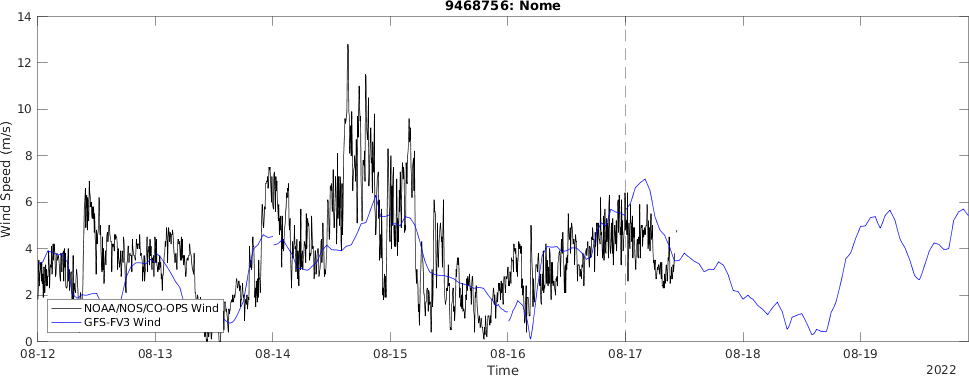 9468756: Nome
14
12
10
8
6
4
2
0
Wind Speed (m/s)
NOAA/NOS/CO-OPS Wind
GFS-FV3 Wind
08-12 08-13 08-14 08-15 08-16 08-17 08-18 08-19
Time
2022